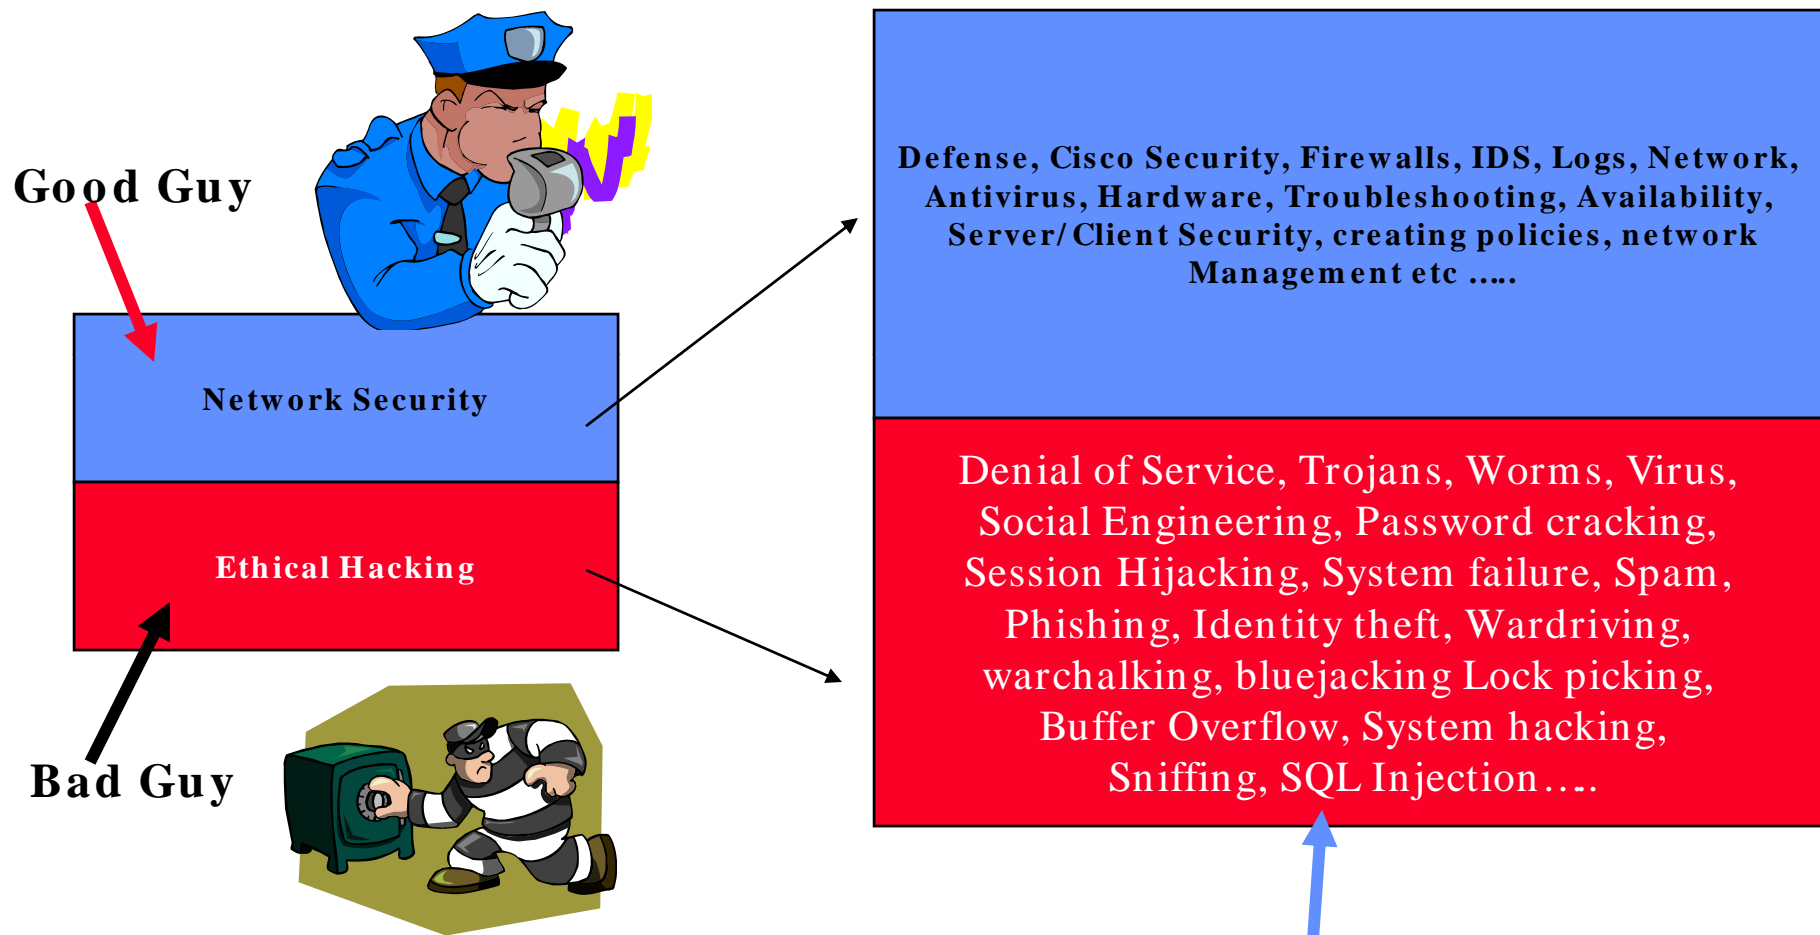 Good Guy
Network Security
Ethical Hacking
Bad Guy
Defense, Cisco Security, Firewalls, IDS, Logs, Network,
Antivirus, Hardware, Troubleshooting, Availability,
Server/Client Security, creating policies, network
Management etc …..
Denial of Service, Trojans, Worms, Virus,
Social Engineering, Password cracking,
Session Hijacking, System failure, Spam,
Phishing, Identity theft, Wardriving,
warchalking, bluejacking Lock picking,
Buffer Overflow, System hacking,
Sniffing, SQL Injection…..